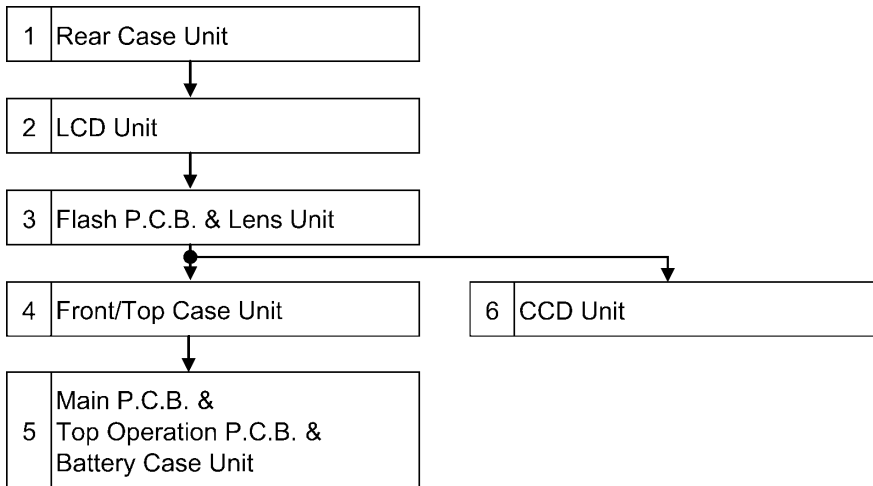 1 Rear Case Unit
2 LCD Unit
3 Flash P.C.B. & Lens Unit
4 Front/Top Case Unit
6 CCD Unit
5 Main P.C.B. &
Top Operation P.C.B. &
Battery Case Unit